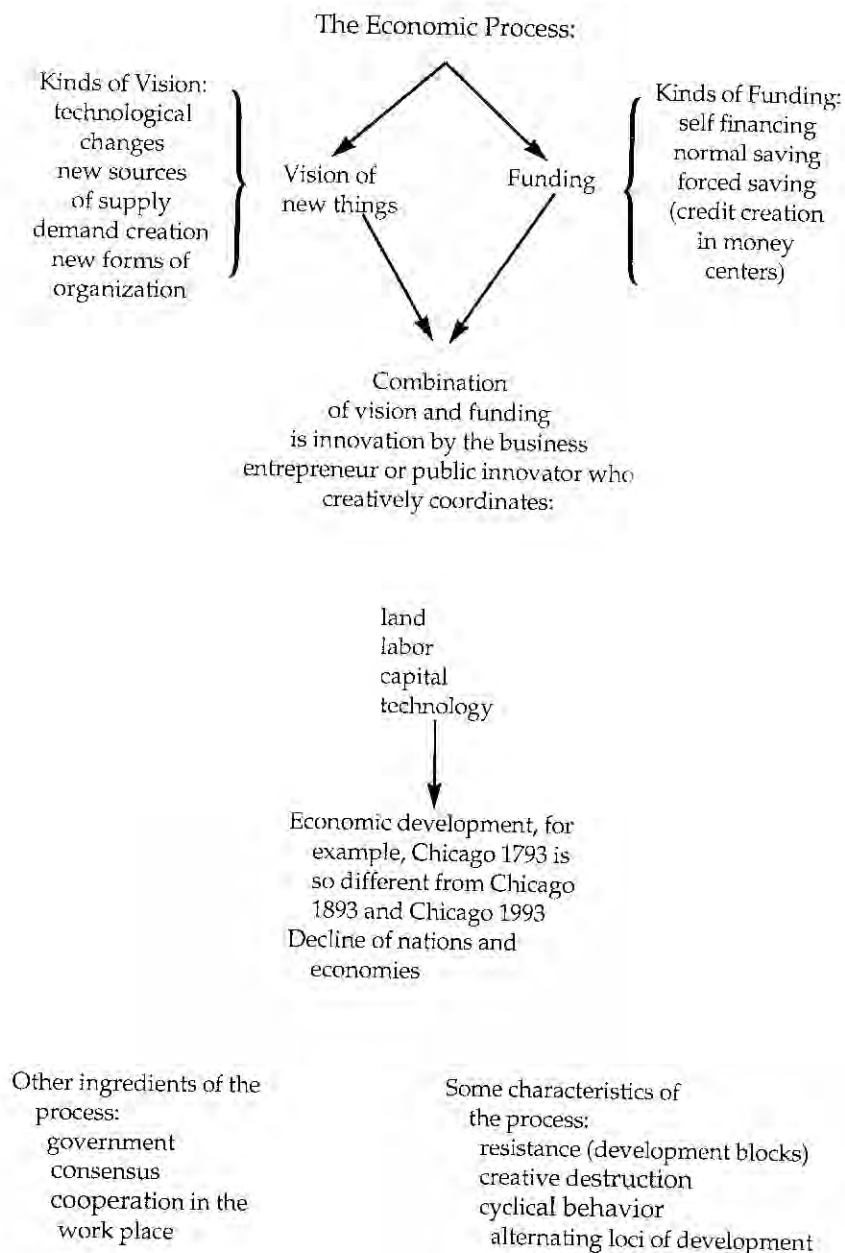 The Economic Process:
Kinds of Vision:
technological
changes
new sources
of supply
demand creation
new forms of
organization
Vision of
new things
Funding
Kinds of Funding:
self financing
normal saving
forced saving
(credit creation
in money
centers)
Combination
of vision and funding
is innovation by the business
entrepreneur or public innovator who
creatively coordinates:
land
labor
capital
technology
Economic development, for
example, Chicago 1793 is
so different from Chicago
1893 and Chicago 1993
Decline of nations and
economies
Other ingredients of the
process:
government
consensus
cooperation in the
work place
Some characteristics of
the process:
resistance (development blocks)
creative destruction
cyclical behavior
alternating loci of development